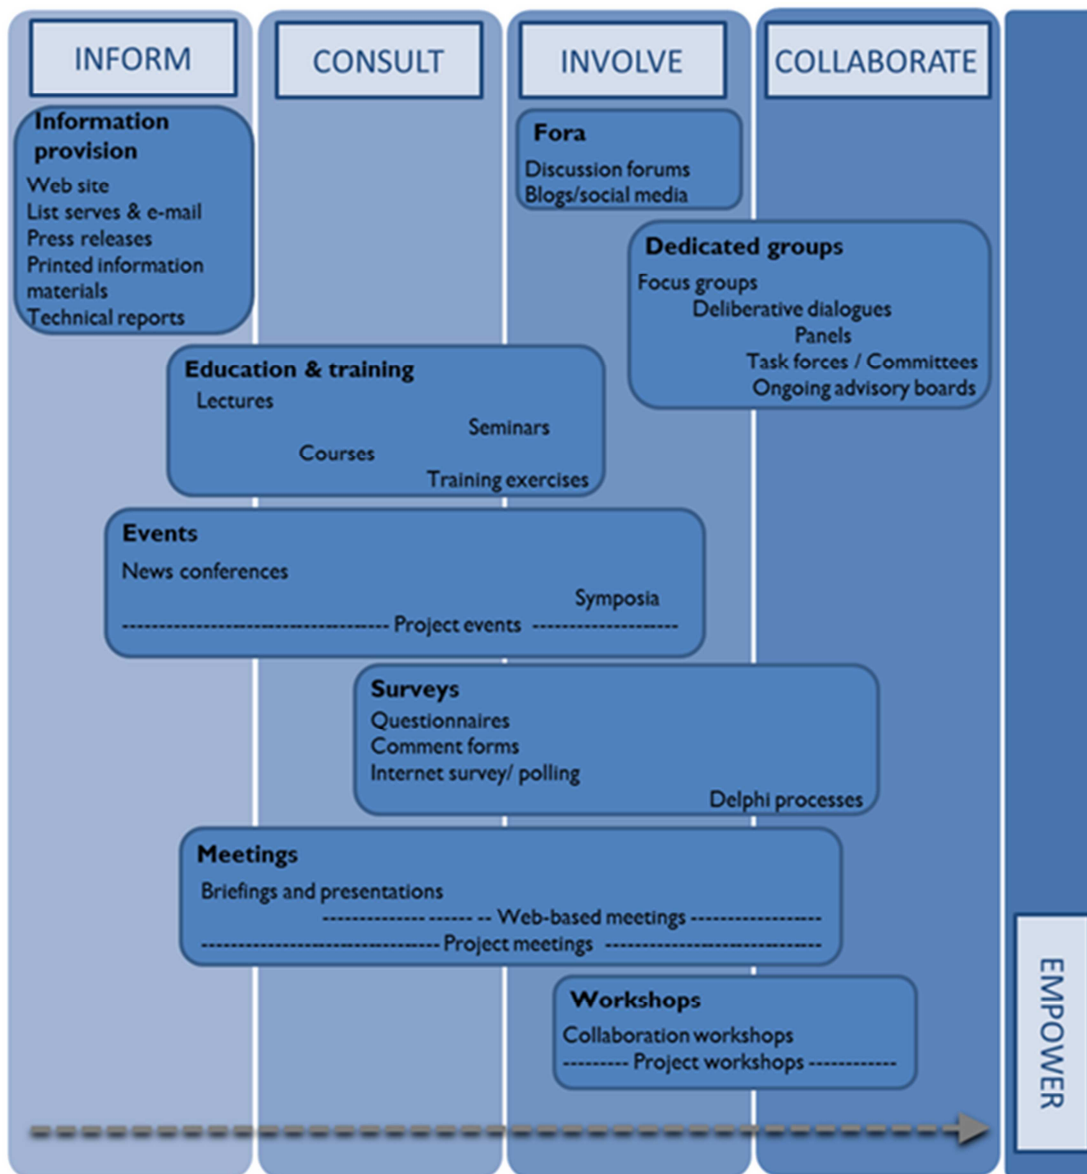 INFORM
CONSULT
INVOLVE
COLLABORATE
Information
provision
Web site
List serves & e-mail
Press releases
Printed information
materials
Technical reports
Fora
Discussion forums
Blogs/social media
Dedicated groups
Focus groups
Deliberative dialogues
Panels
Task forces / Committees
Ongoing advisory boards
Education & training
Lectures
Seminars
Courses
Training exercises
Events
News conferences
Symposia
Project events
Surveys
Questionnaires
Comment forms
Internet survey/ polling
Delphi processes
Meetings
Briefings and presentations
Web-based meetings
Project meetings
Workshops
Collaboration workshops
Project workshops
EMPOWER